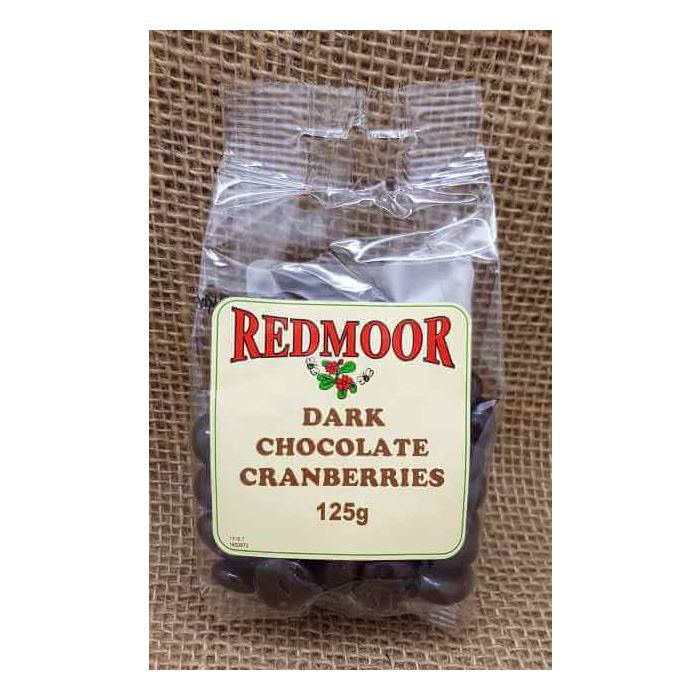 REDMOOR
DARK
CHOCOLATE
CRANBERRIES
125g